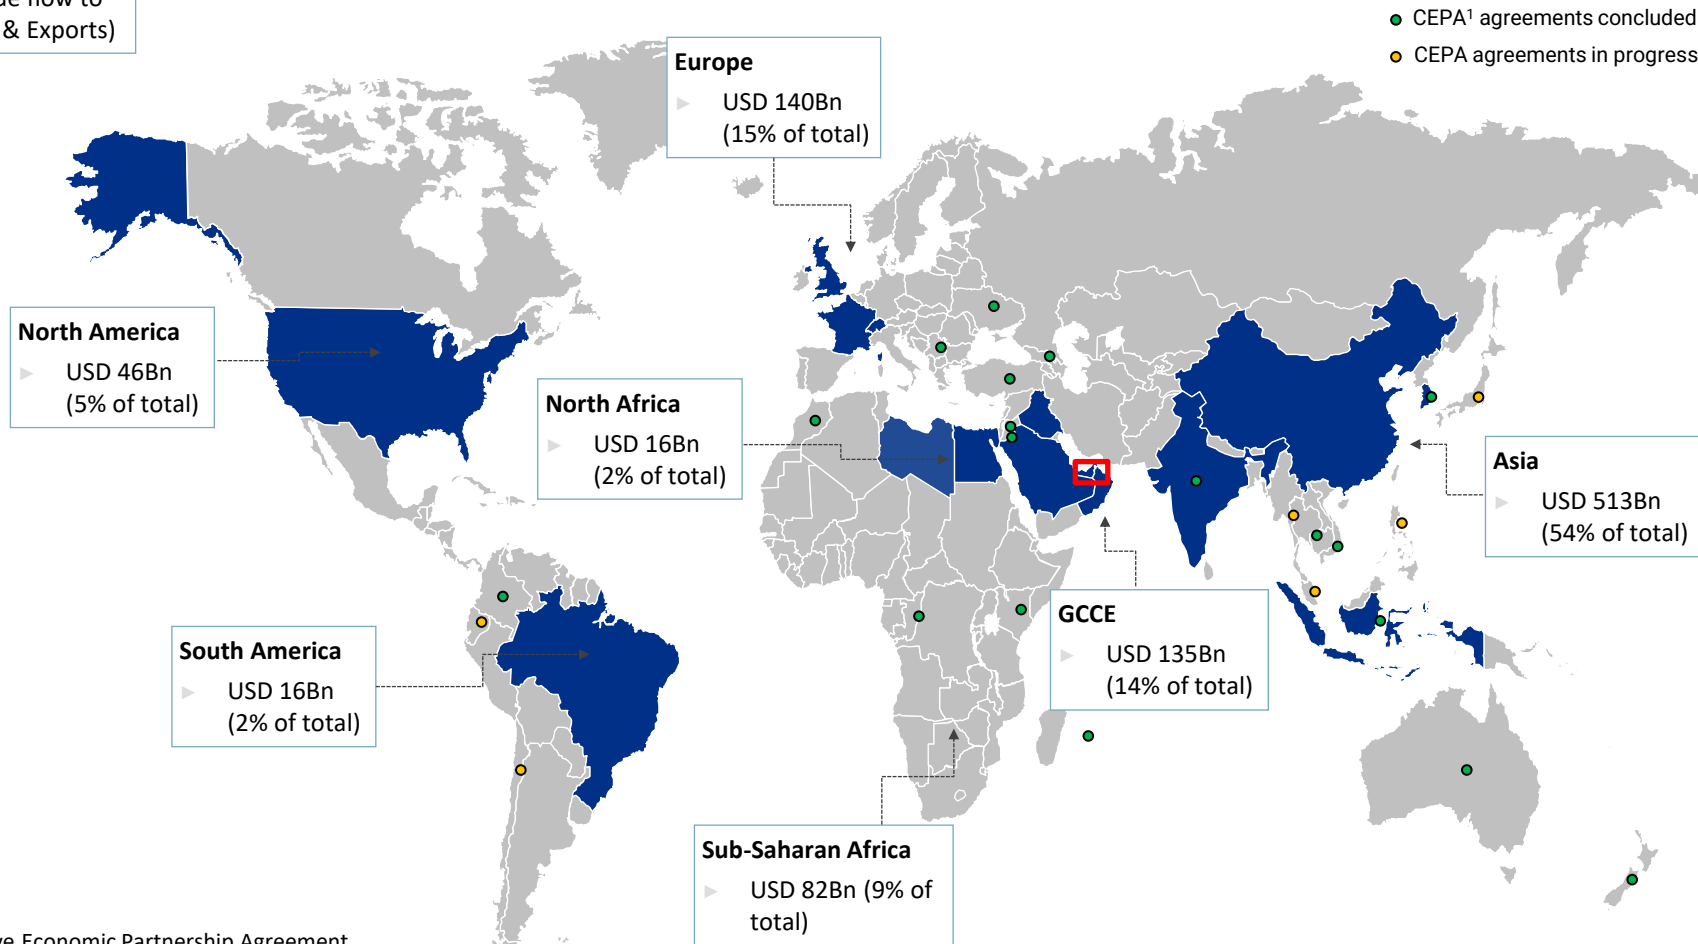 & Exports)
CEPA¹ agreements concluded
CEPA agreements in progress
Europe
USD 140Bn
(15% of total)
North America
USD 46Bn
(5% of total)
North Africa
USD 16Bn
(2% of total)
Asia
USD 513Bn
(54% of total)
GCCE
USD 135Bn
(14% of total)
South America
USD 16Bn
(2% of total)
Sub-Saharan Africa
USD 82Bn (9% of
total)
Economic Partnership Agreement